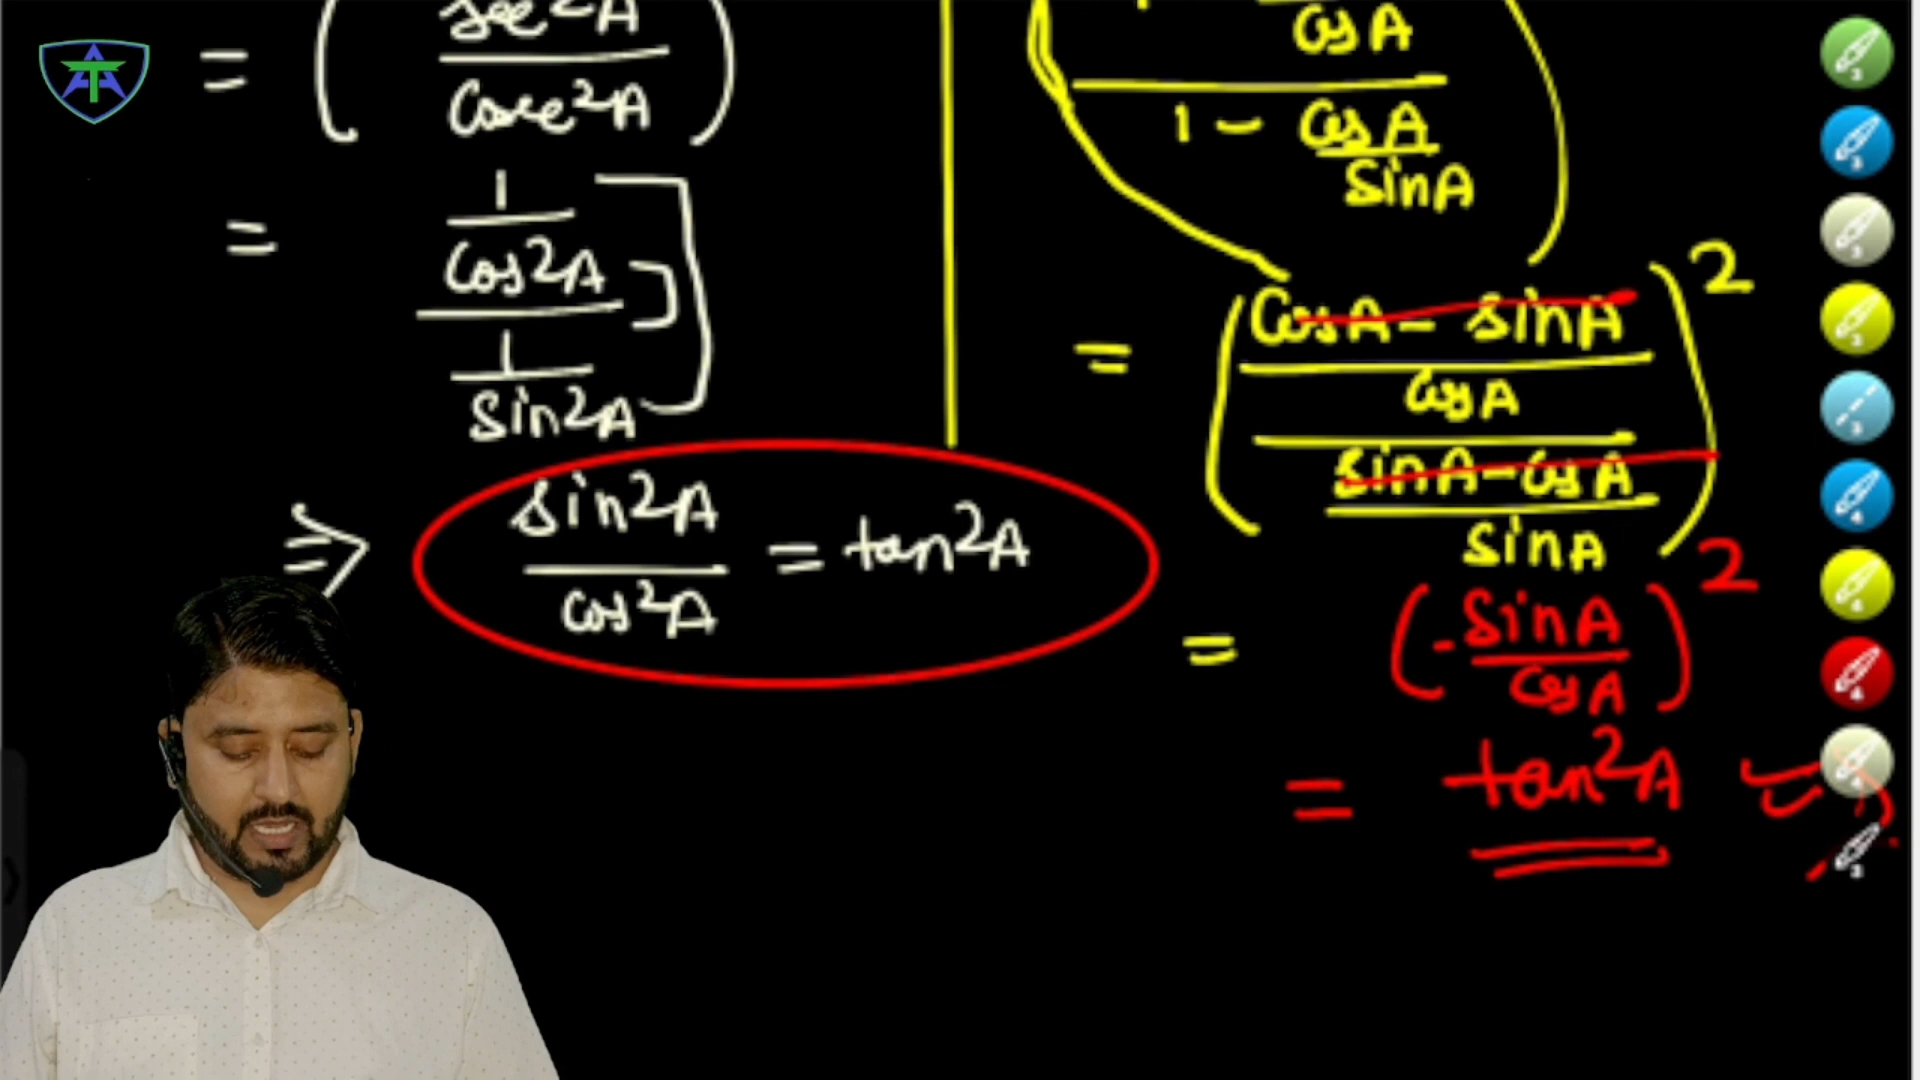 = ( sec²A / Cosec²A )
= 1/Cos²A / 1/Sin²A
⇒ sin²A / cos²A = tan²A
CosA
1 - CosA / SinA
= ( CosA - sinA / CosA / sinA - CosA / sinA )²
= ( - SinA / CosA )²
= tan²A